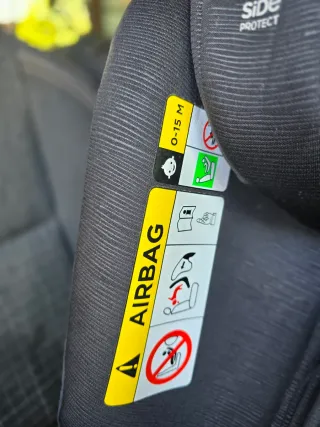 SiDe
PROTECT
0-15 M
AIRBAG